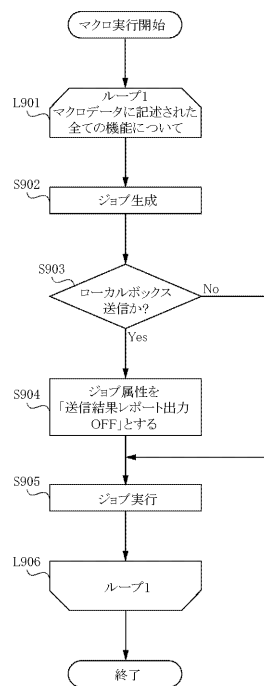 マクロ実行開始
L901
ループ1
マクロデータに記述された
全ての機能について
S902
ジョブ生成
S903
ローカルボックス
送信か?
No
Yes
S904
ジョブ属性を
「送信結果レポート出力
OFF」とする
S905
ジョブ実行
L906
ループ1
終了